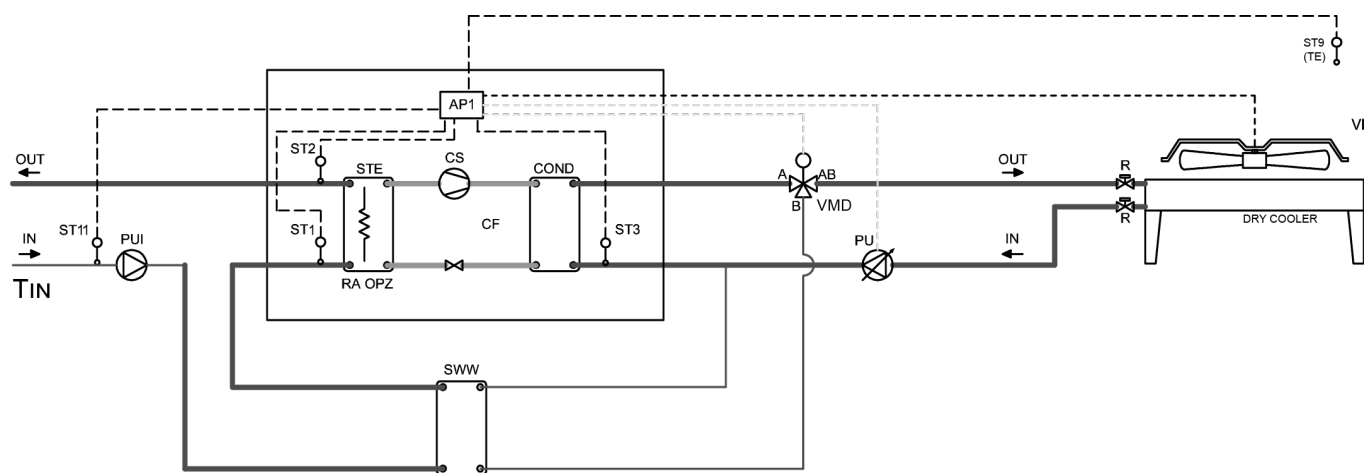 ST9
(TE)
AP1
VI
OUT
ST2
STE
CS
COND
OUT
R
A
AB
B
VMD
R
DRY COOLER
IN
ST11
PUI
ST1
CF
ST3
PU
IN
TIN
RA OPZ
SWW